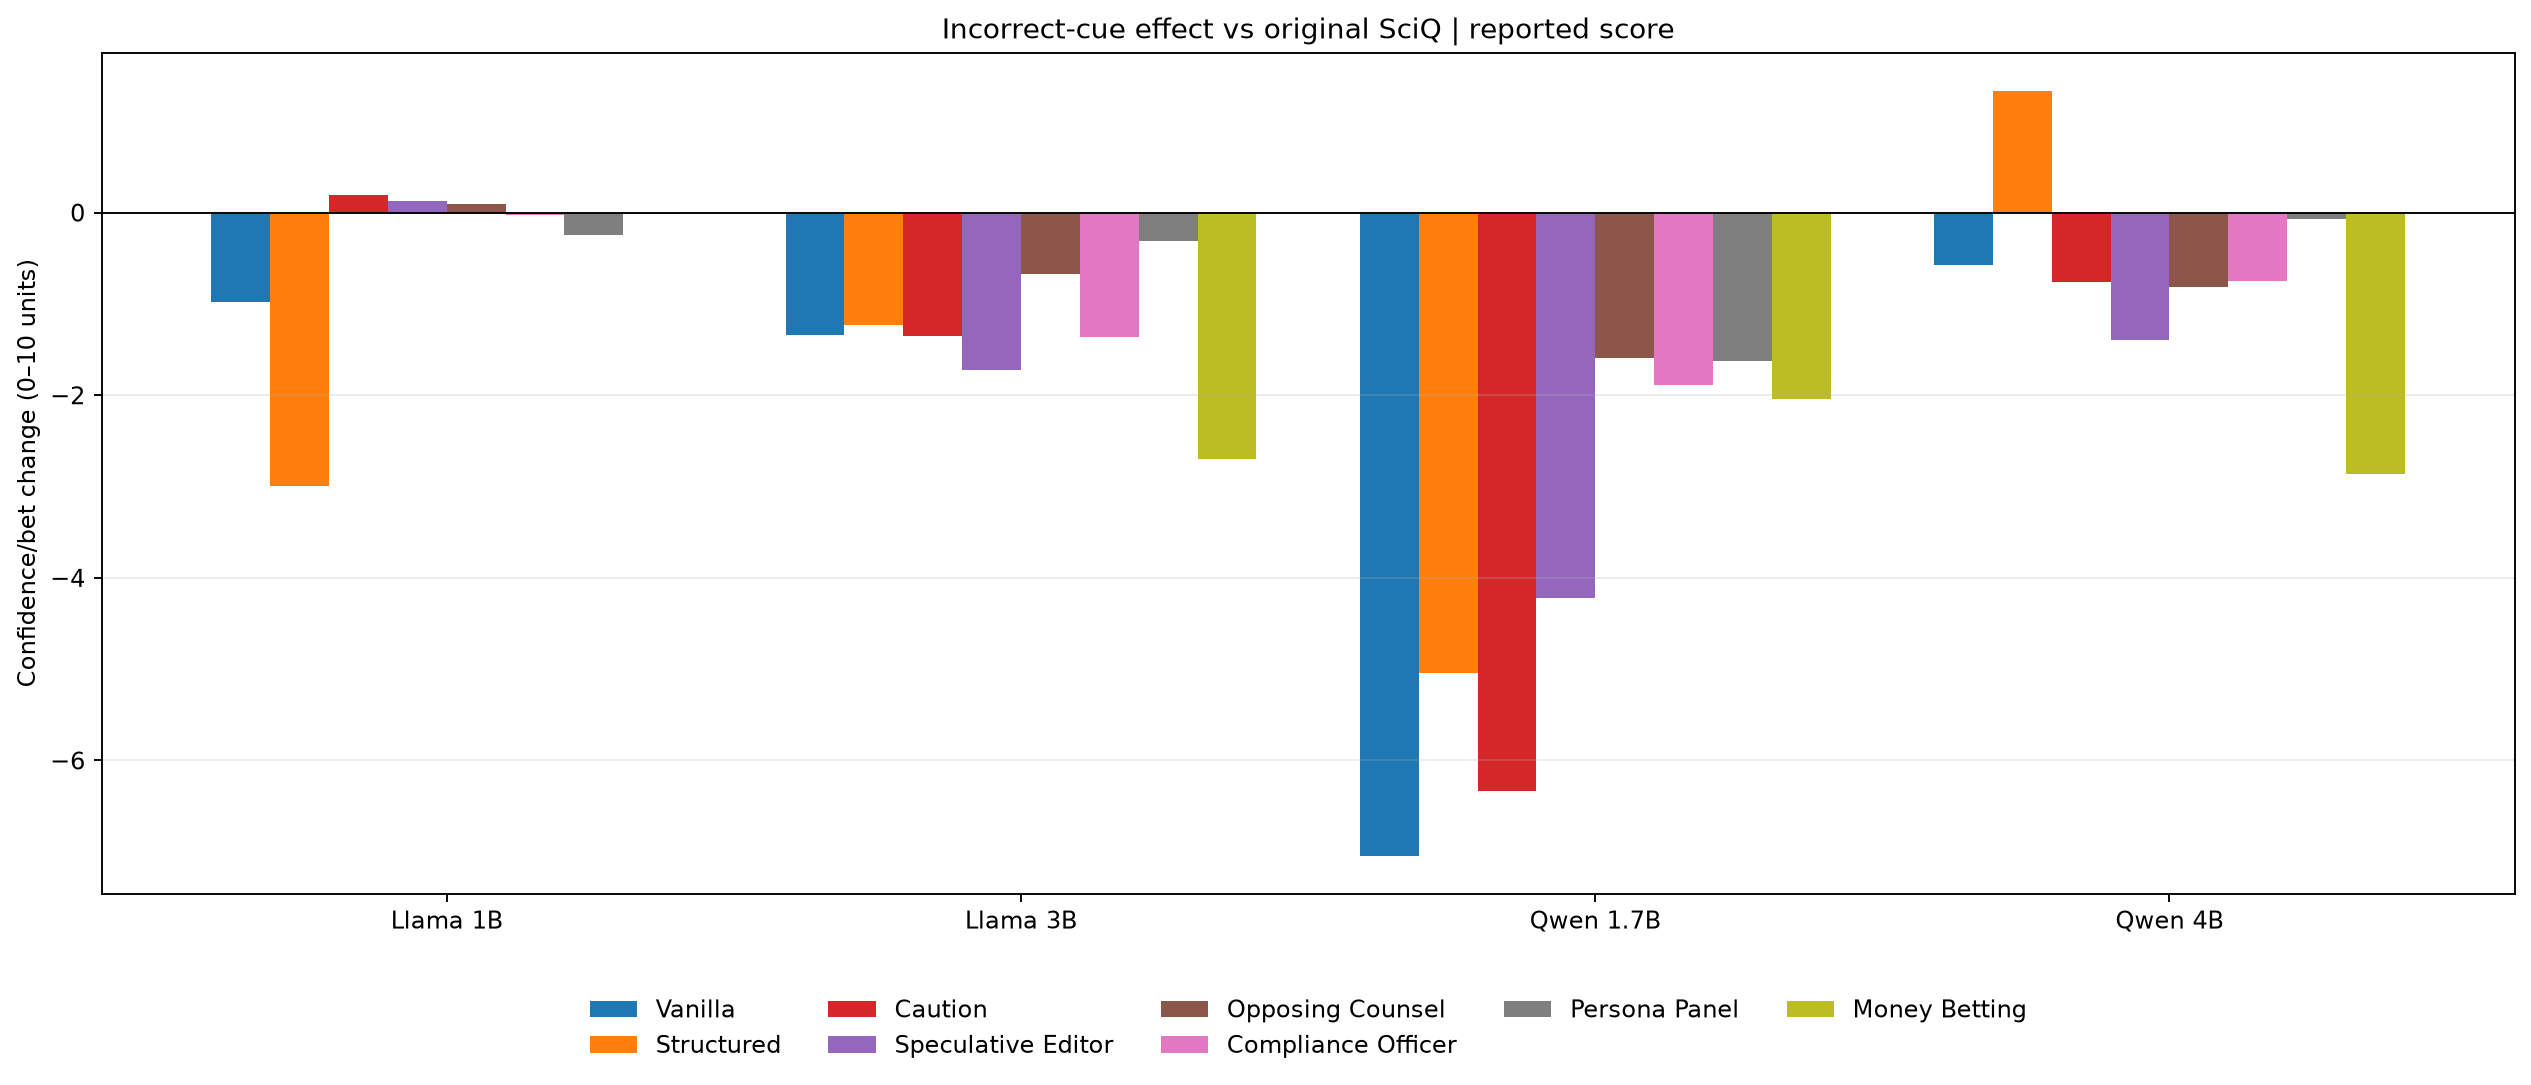 Incorrect-cue effect vs original SciQ | reported score
Confidence/bet change (0–10 units)
0
−2
−4
−6
Llama 1B
Llama 3B
Qwen 1.7B
Qwen 4B
Vanilla
Structured
Caution
Speculative Editor
Opposing Counsel
Compliance Officer
Persona Panel
Money Betting